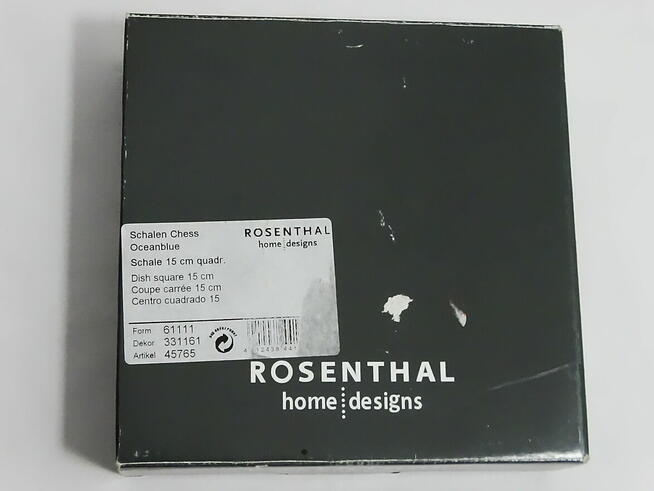 Schalen Chess
Oceanblue
ROSENTHAL
home designs
Schale 15 cm quadr.
Dish square 15 cm
Coupe carrée 15 cm
Centro cuadrado 15
Form 61111
Dekor 331161
Artikel 45765
ROSENTHAL
home designs